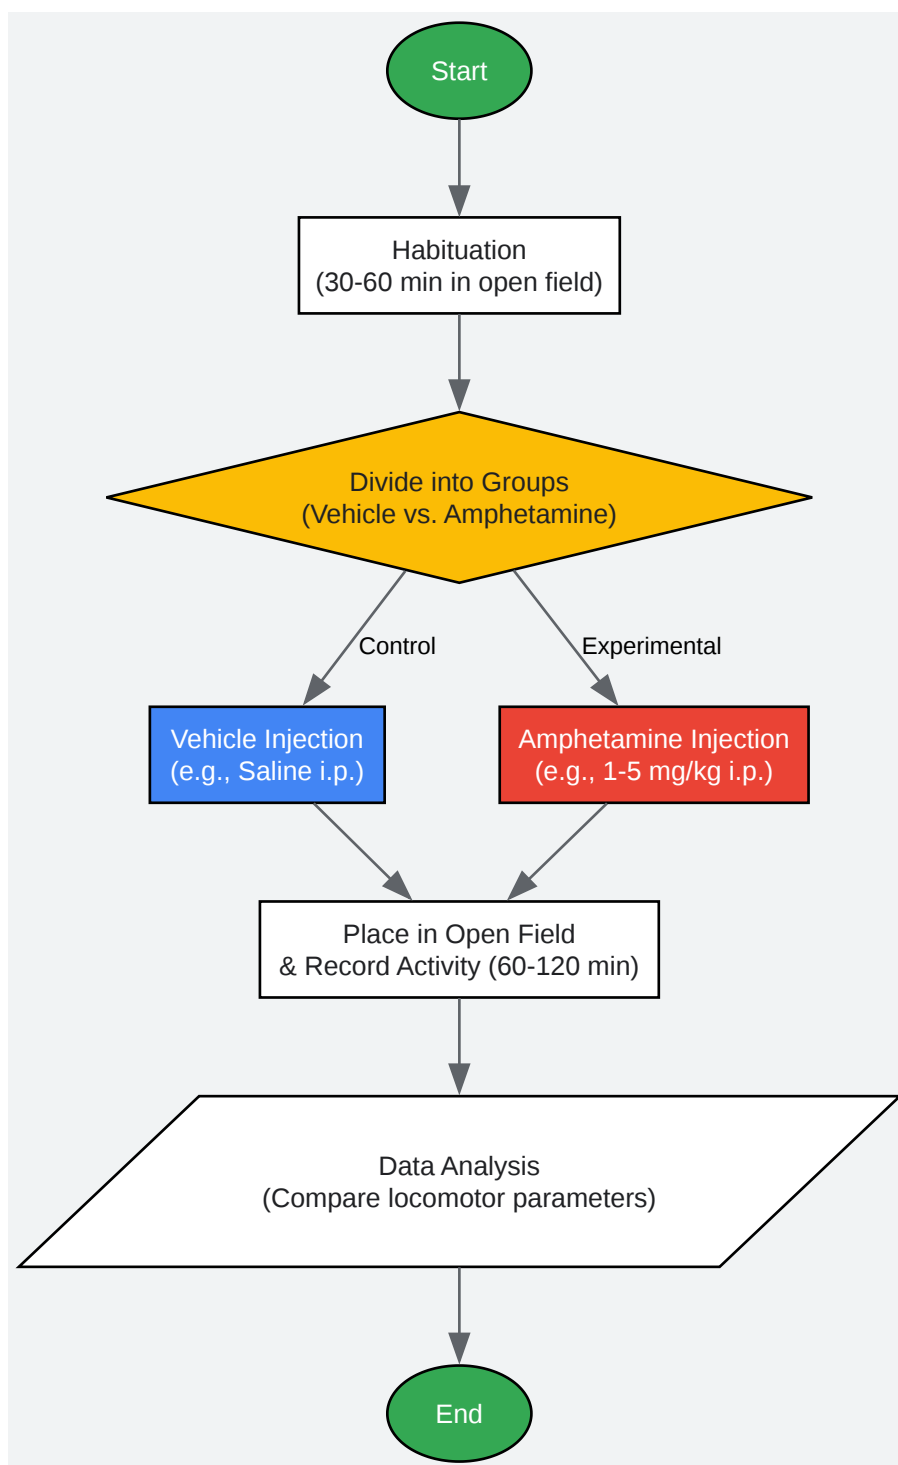 Start
Habituation
(30-60 min in open field)
Divide into Groups
(Vehicle vs. Amphetamine)
Control
Experimental
Vehicle Injection
(e.g., Saline i.p.)
Amphetamine Injection
(e.g., 1-5 mg/kg i.p.)
Place in Open Field
& Record Activity (60-120 min)
Data Analysis
(Compare locomotor parameters)
End